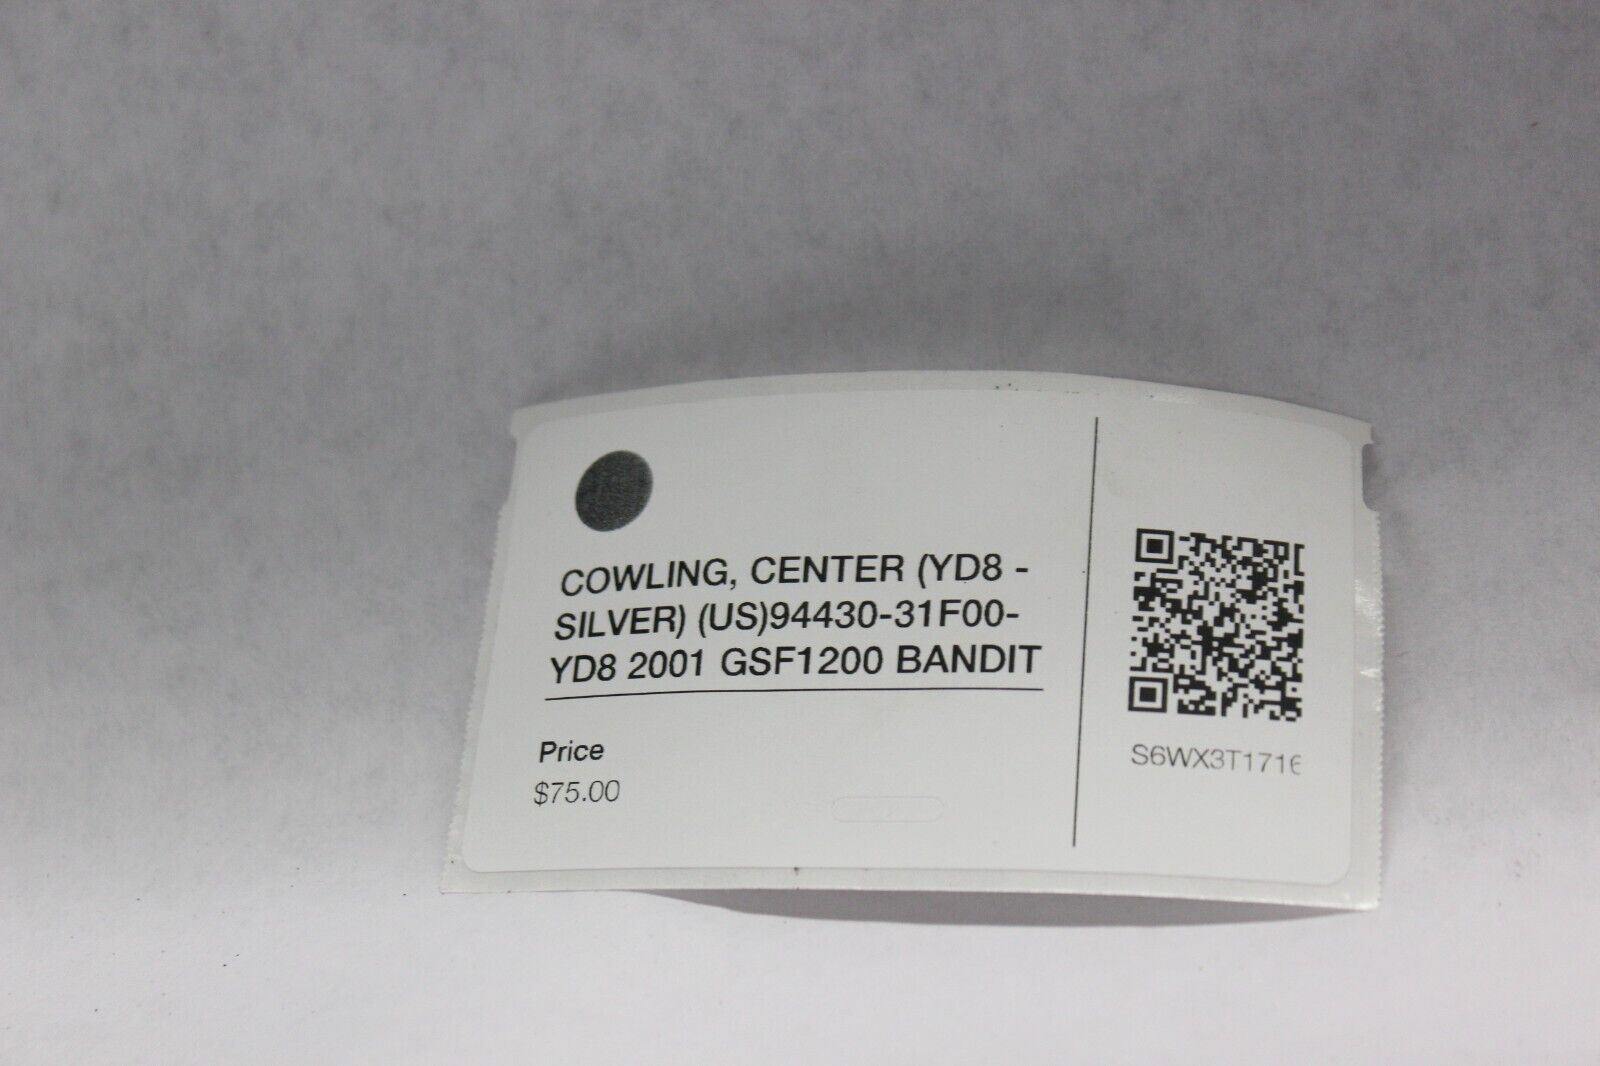 COWLING, CENTER (YD8 -
SILVER) (US)94430-31F00-
YD8 2001 GSF1200 BANDIT
Price
$75.00
S6WX3T1716